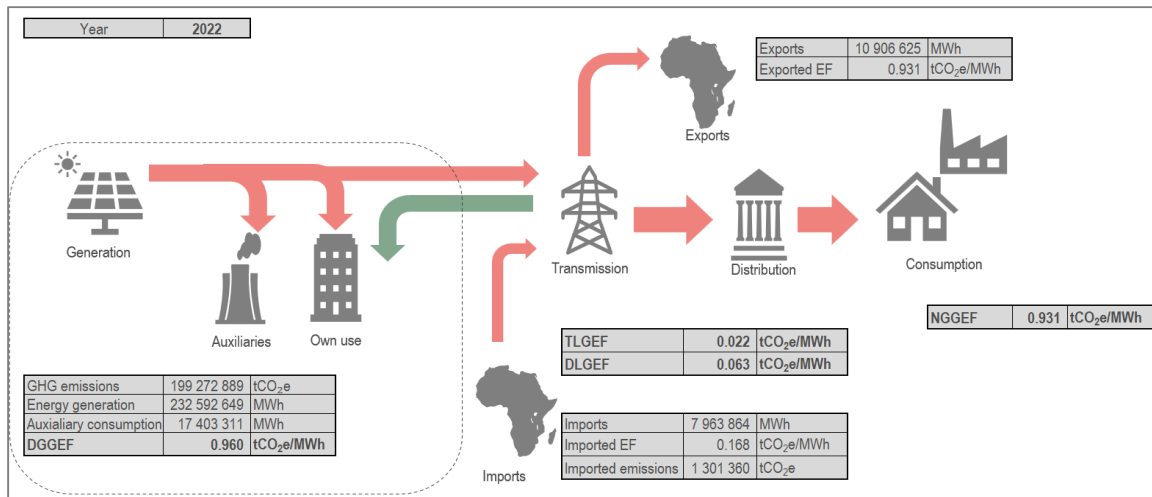 Year 2022
Exports 10 906 625 MWh
Exported EF 0.931 tCO₂e/MWh
Exports
Generation
Transmission
Distribution
Consumption
Auxiliaries
Own use
NGGEF 0.931 tCO₂e/MWh
TLGEF 0.022 tCO₂e/MWh
DLGEF 0.063 tCO₂e/MWh
GHG emissions 199 272 889 tCO₂e
Energy generation 232 592 649 MWh
Auxialiary consumption 17 403 311 MWh
DGGEF 0.960 tCO₂e/MWh
Imports
Imports 7 963 864 MWh
Imported EF 0.168 tCO₂e/MWh
Imported emissions 1 301 360 tCO₂e